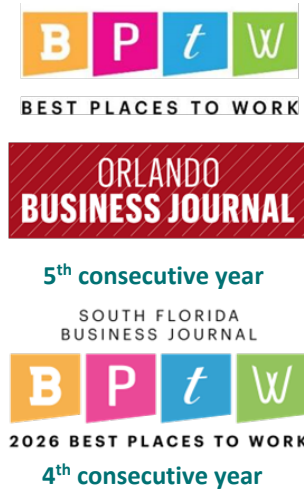 B P t W
BEST PLACES TO WORK
ORLANDO
BUSINESS JOURNAL
5th consecutive year
SOUTH FLORIDA
BUSINESS JOURNAL
B P t W
2026 BEST PLACES TO WORK
4th consecutive year